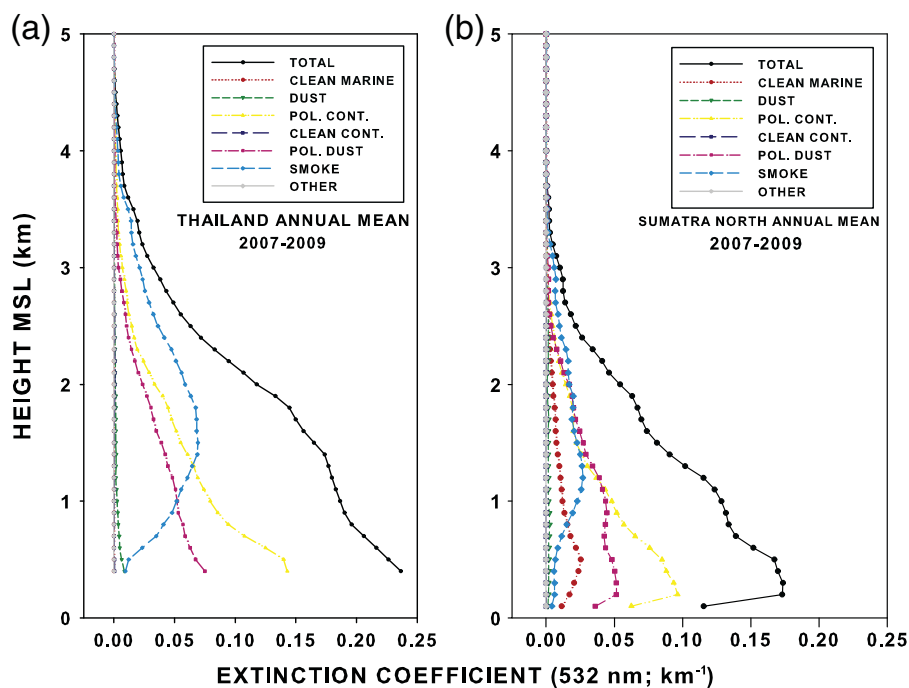 (a)
(b)
TOTAL
CLEAN MARINE
DUST
POL. CONT.
CLEAN CONT.
POL. DUST
SMOKE
OTHER
THAILAND ANNUAL MEAN
2007-2009
TOTAL
CLEAN MARINE
DUST
POL. CONT.
CLEAN CONT.
POL. DUST
SMOKE
OTHER
SUMATRA NORTH ANNUAL MEAN
2007-2009
HEIGHT MSL (km)
5
4
3
2
1
0
5
4
3
2
1
0
0.00 0.05 0.10 0.15 0.20 0.25
0.00 0.05 0.10 0.15 0.20 0.25
EXTINCTION COEFFICIENT (532 nm; km⁻¹)